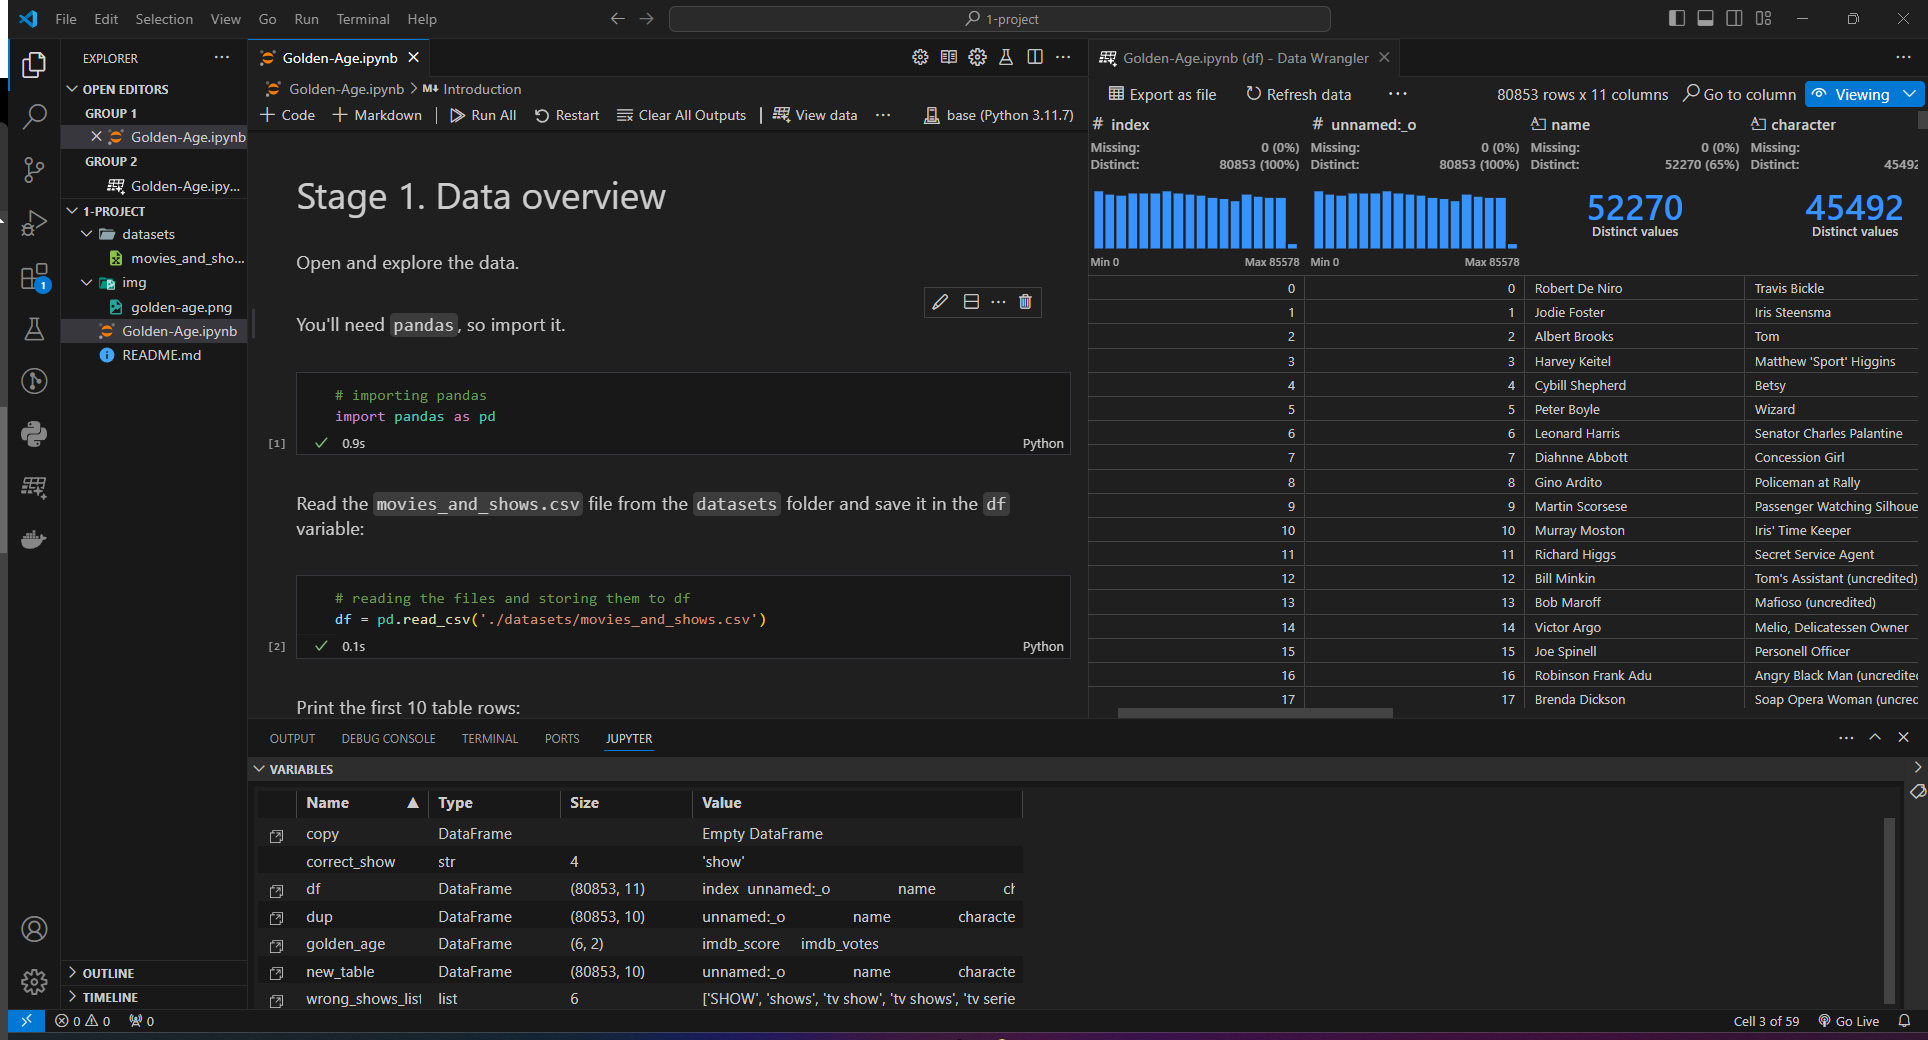 File Edit Selection View Go Run Terminal Help
1-project
EXPLORER
OPEN EDITORS
GROUP 1
Golden-Age.ipynb
GROUP 2
Golden-Age.ipy...
1-PROJECT
datasets
movies_and_sho...
img
golden-age.png
Golden-Age.ipynb
README.md
OUTLINE
TIMELINE
1
Golden-Age.ipynb
Golden-Age.ipynb > M↓ Introduction
+ Code + Markdown Run All Restart Clear All Outputs View data ... base (Python 3.11.7)
Stage 1. Data overview
Open and explore the data.
You'll need pandas, so import it.
# importing pandas
import pandas as pd
[1] 0.9s Python
Read the movies_and_shows.csv file from the datasets folder and save it in the df
variable:
# reading the files and storing them to df
df = pd.read_csv('./datasets/movies_and_shows.csv')
[2] 0.1s Python
Print the first 10 table rows:
Golden-Age.ipynb (df) - Data Wrangler
Export as file Refresh data ... 80853 rows x 11 columns Go to column Viewing
# index # unnamed:_o name character
Missing: 0 (0%) Missing: 0 (0%) Missing: 0 (0%) Missing:
Distinct: 80853 (100%) Distinct: 80853 (100%) Distinct: 52270 (65%) Distinct: 45492
52270 45492
Distinct values Distinct values
Min 0 Max 85578 Min 0 Max 85578
0 0 Robert De Niro Travis Bickle
1 1 Jodie Foster Iris Steensma
2 2 Albert Brooks Tom
3 3 Harvey Keitel Matthew 'Sport' Higgins
4 4 Cybill Shepherd Betsy
5 5 Peter Boyle Wizard
6 6 Leonard Harris Senator Charles Palantine
7 7 Diahnne Abbott Concession Girl
8 8 Gino Ardito Policeman at Rally
9 9 Martin Scorsese Passenger Watching Silhoue
10 10 Murray Moston Iris' Time Keeper
11 11 Richard Higgs Secret Service Agent
12 12 Bill Minkin Tom's Assistant (uncredited)
13 13 Bob Maroff Mafioso (uncredited)
14 14 Victor Argo Melio, Delicatessen Owner
15 15 Joe Spinell Personell Officer
16 16 Robinson Frank Adu Angry Black Man (uncredite
17 17 Brenda Dickson Soap Opera Woman (uncred
OUTPUT DEBUG CONSOLE TERMINAL PORTS JUPYTER
VARIABLES
Name Type Size Value
copy DataFrame Empty DataFrame
correct_show str 4 'show'
df DataFrame (80853, 11) index unnamed:_o name ch
dup DataFrame (80853, 10) unnamed:_o name characte
golden_age DataFrame (6, 2) imdb_score imdb_votes
new_table DataFrame (80853, 10) unnamed:_o name characte
wrong_shows_list list 6 ['SHOW', 'shows', 'tv show', 'tv shows', 'tv serie
0 0 0 Cell 3 of 59 Go Live